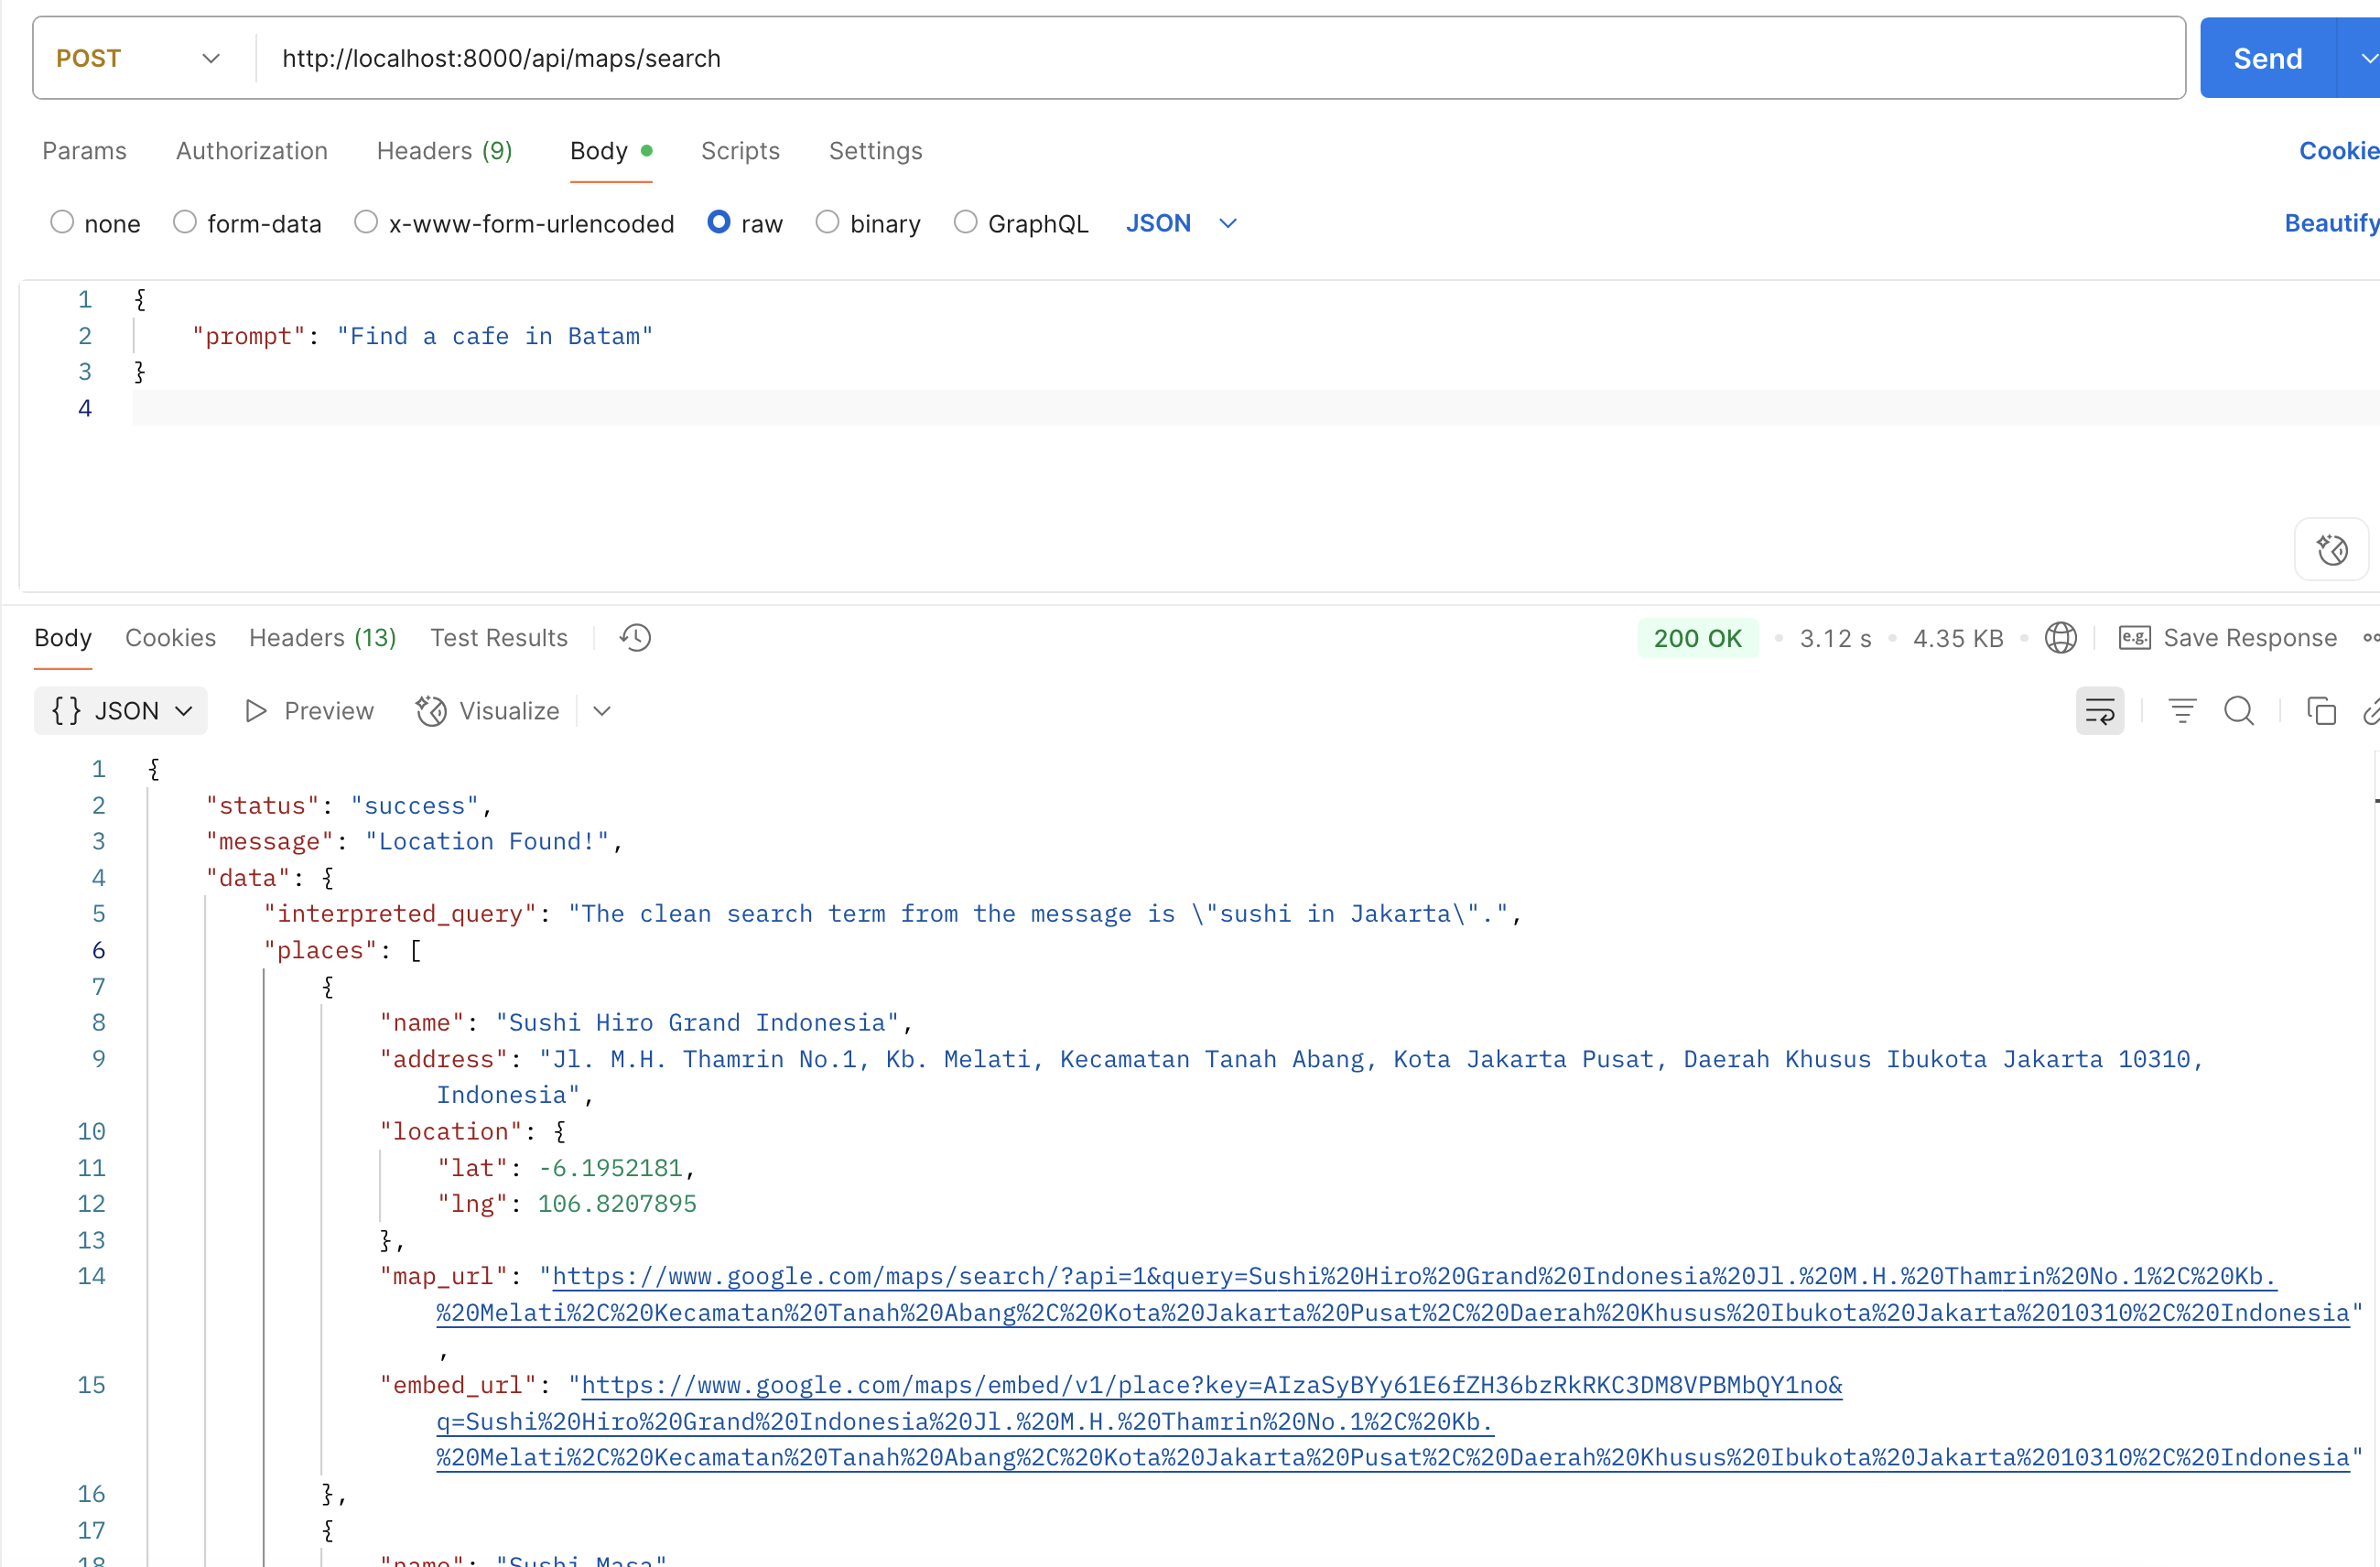 POST http://localhost:8000/api/maps/search Send
Params Authorization Headers (9) Body Scripts Settings Cookie
none form-data x-www-form-urlencoded raw binary GraphQL JSON Beautify
1 {
2 "prompt": "Find a cafe in Batam"
3 }
4
Body Cookies Headers (13) Test Results 200 OK 3.12 s 4.35 KB e.g. Save Response
{} JSON Preview Visualize
1 {
2 "status": "success",
3 "message": "Location Found!",
4 "data": {
5 "interpreted_query": "The clean search term from the message is \"sushi in Jakarta\".",
6 "places": [
7 {
8 "name": "Sushi Hiro Grand Indonesia",
9 "address": "Jl. M.H. Thamrin No.1, Kb. Melati, Kecamatan Tanah Abang, Kota Jakarta Pusat, Daerah Khusus Ibukota Jakarta 10310,
Indonesia",
10 "location": {
11 "lat": -6.1952181,
12 "lng": 106.8207895
13 },
14 "map_url": "https://www.google.com/maps/search/?api=1&query=Sushi%20Hiro%20Grand%20Indonesia%20Jl.%20M.H.%20Thamrin%20No.1%2C%20Kb.
%20Melati%2C%20Kecamatan%20Tanah%20Abang%2C%20Kota%20Jakarta%20Pusat%2C%20Daerah%20Khusus%20Ibukota%20Jakarta%2010310%2C%20Indonesia"
,
15 "embed_url": "https://www.google.com/maps/embed/v1/place?key=AIzaSyBYy61E6fZH36bzRkRKC3DM8VPBMbQY1no&
q=Sushi%20Hiro%20Grand%20Indonesia%20Jl.%20M.H.%20Thamrin%20No.1%2C%20Kb.
%20Melati%2C%20Kecamatan%20Tanah%20Abang%2C%20Kota%20Jakarta%20Pusat%2C%20Daerah%20Khusus%20Ibukota%20Jakarta%2010310%2C%20Indonesia"
16 },
17 {
18 "name": "Sushi Masa"